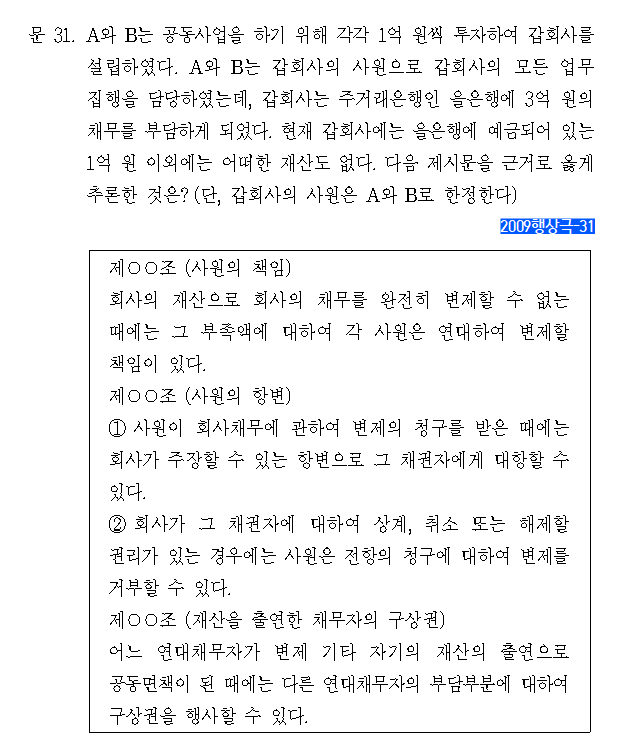 문 31. A와 B는 공동사업을 하기 위해 각각 1억 원씩 투자하여 갑회사를
설립하였다. A와 B는 갑회사의 사원으로 갑회사의 모든 업무
집행을 담당하였는데, 갑회사는 주거래은행인 을은행에 3억 원의
채무를 부담하게 되었다. 현재 갑회사에는 을은행에 예금되어 있는
1억 원 이외에는 어떠한 재산도 없다. 다음 제시문을 근거로 옳게
추론한 것은? (단, 갑회사의 사원은 A와 B로 한정한다)
2009행상극-31
제○○조 (사원의 책임)
회사의 재산으로 회사의 채무를 완전히 변제할 수 없는
때에는 그 부족액에 대하여 각 사원은 연대하여 변제할
책임이 있다.
제○○조 (사원의 항변)
① 사원이 회사채무에 관하여 변제의 청구를 받은 때에는
회사가 주장할 수 있는 항변으로 그 채권자에게 대항할 수
있다.
② 회사가 그 채권자에 대하여 상계, 취소 또는 해제할
권리가 있는 경우에는 사원은 전항의 청구에 대하여 변제를
거부할 수 있다.
제○○조 (재산을 출연한 채무자의 구상권)
어느 연대채무자가 변제 기타 자기의 재산의 출연으로
공동면책이 된 때에는 다른 연대채무자의 부담부분에 대하여
구상권을 행사할 수 있다.